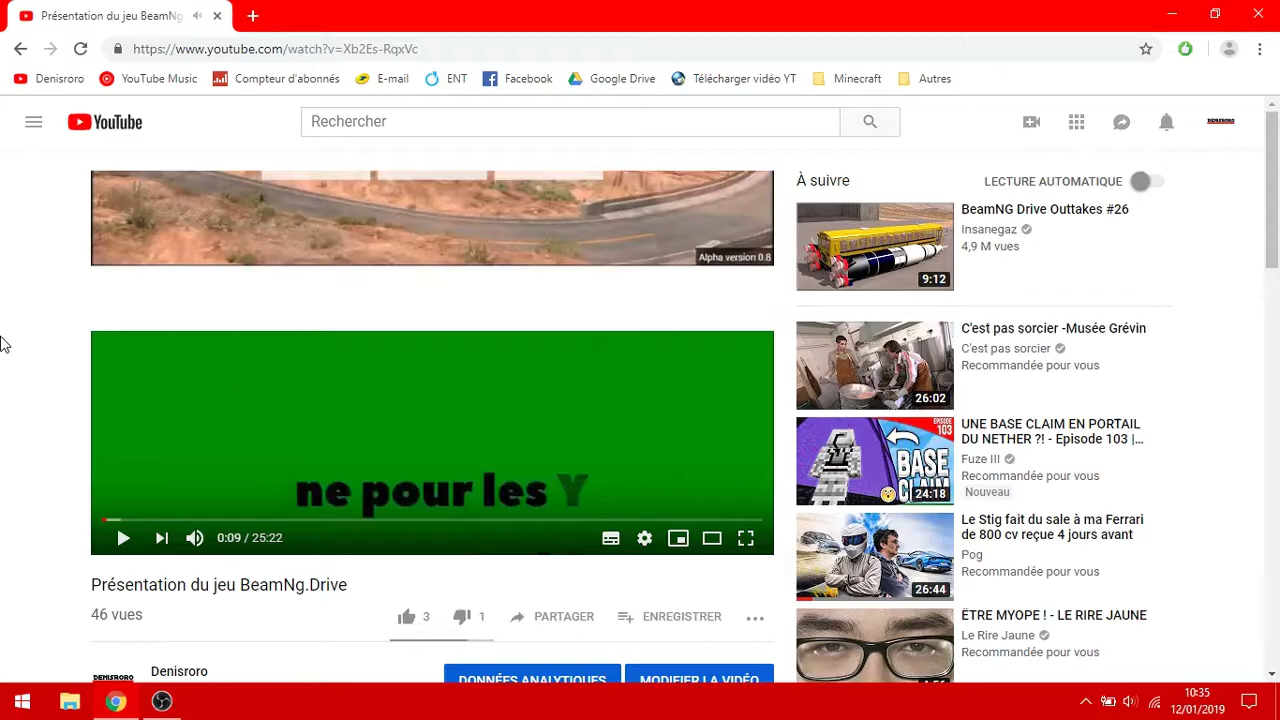 Présentation du jeu BeamNg
https://www.youtube.com/watch?v=Xb2Es-RqxVc
Denisroro
YouTube Music
Compteur d'abonnés
E-mail
ENT
Facebook
Google Drive
Télécharger vidéo YT
Minecraft
Autres
YouTube
Rechercher
DENISRORO
Alpha version 0.8
ne pour les Y
0:09 / 25:22
Présentation du jeu BeamNg.Drive
46 vues
3
1
PARTAGER
ENREGISTRER
DENISRORO
Denisroro
DONNÉES ANALYTIQUES
MODIFIER LA VIDÉO
À suivre
LECTURE AUTOMATIQUE
BeamNG Drive Outtakes #26
Insanegaz
4,9 M vues
9:12
C'est pas sorcier -Musée Grévin
C'est pas sorcier
Recommandée pour vous
26:02
UNE BASE CLAIM EN PORTAIL
DU NETHER ?! - Episode 103 |...
Fuze III
Recommandée pour vous
Nouveau
EPISODE
103
BASE
24:18
Le Stig fait du sale à ma Ferrari
de 800 cv reçue 4 jours avant
Pog
Recommandée pour vous
26:44
ËTRE MYOPE ! - LE RIRE JAUNE
Le Rire Jaune
Recommandée pour vous
10:35
12/01/2019